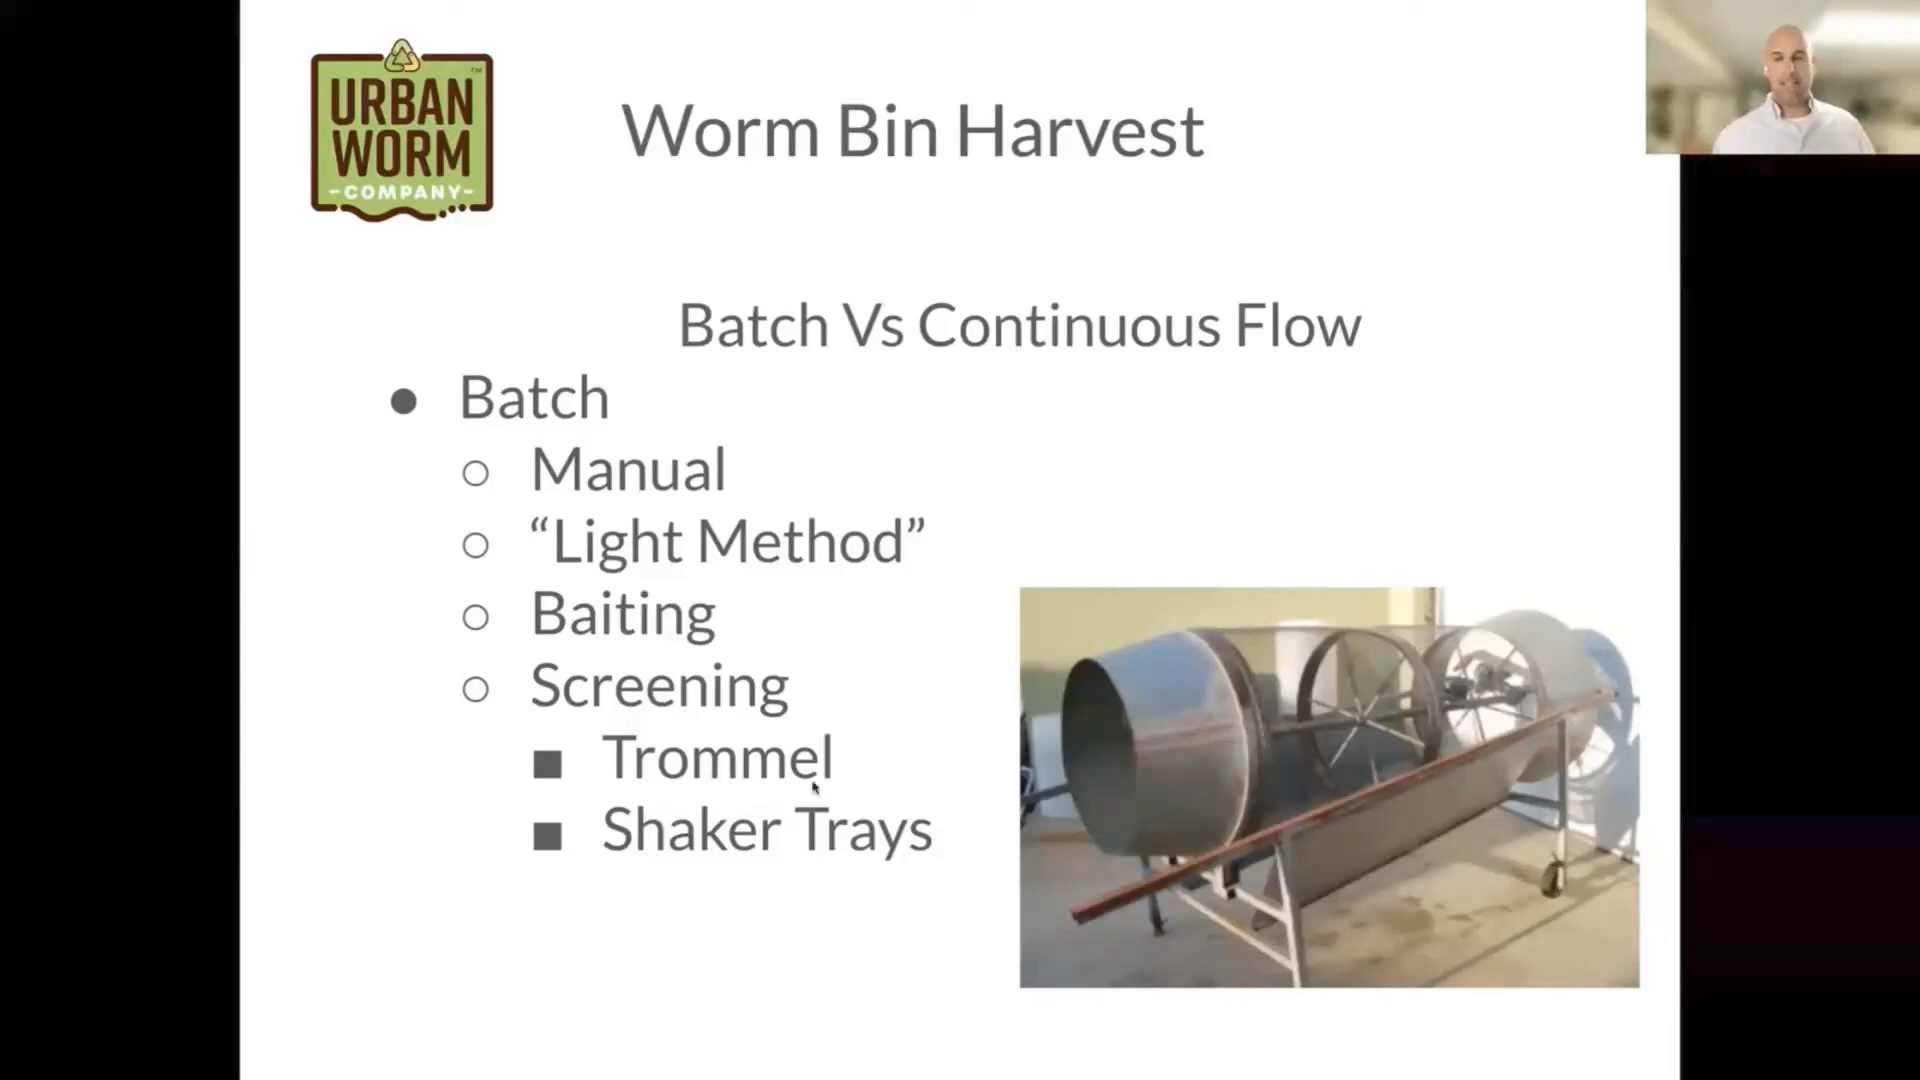 URBAN
WORM
-COMPANY-
™
Worm Bin Harvest
Batch Vs Continuous Flow
● Batch
○ Manual
○ “Light Method”
○ Baiting
○ Screening
■ Trommel
■ Shaker Trays